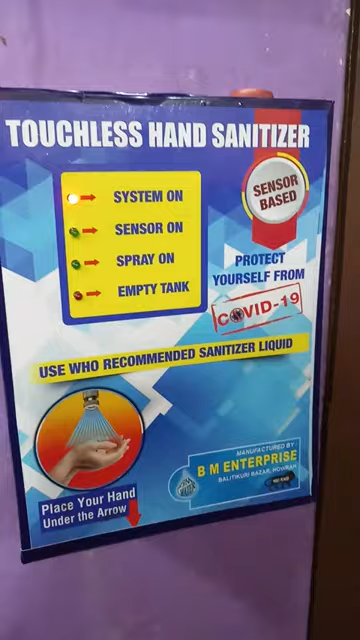 TOUCHLESS HAND SANITIZER
SYSTEM ON
SENSOR ON
SPRAY ON
EMPTY TANK
SENSOR
BASED
PROTECT
YOURSELF FROM
COVID-19
USE WHO RECOMMENDED SANITIZER LIQUID
Place Your Hand
Under the Arrow
MANUFACTURED BY
B M ENTERPRISE
BALITIKURI BAZAR, HOWRAH